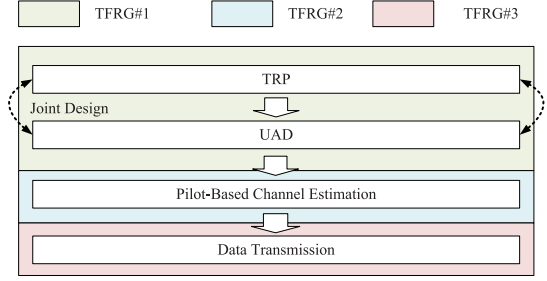 TFRG#1 TFRG#2 TFRG#3
TRP
Joint Design
UAD
Pilot-Based Channel Estimation
Data Transmission